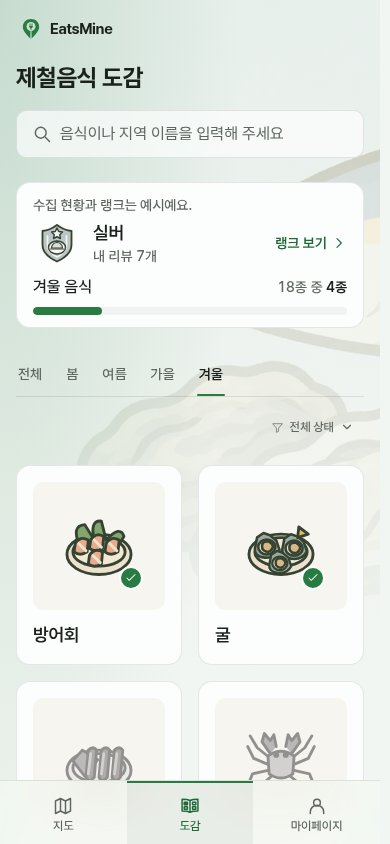 EatsMine
제철음식 도감
음식이나 지역 이름을 입력해 주세요
수집 현황과 랭크는 예시예요.
실버
내 리뷰 7개
랭크 보기
겨울 음식
18종 중 4종
전체 봄 여름 가을 겨울
전체 상태
방어회
굴
지도
도감
마이페이지